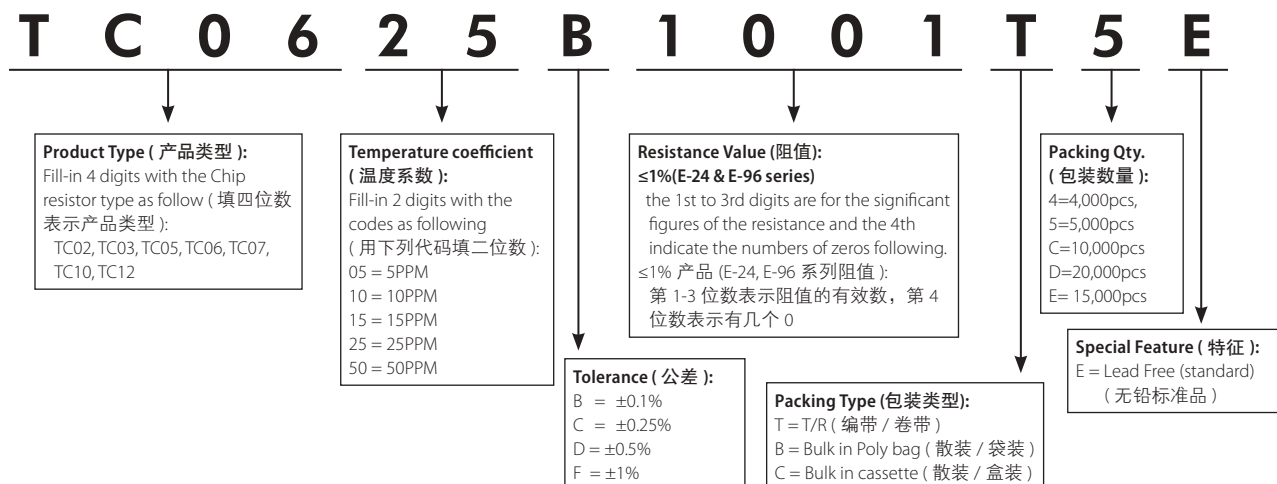 TC0625B1001T5E
Product Type ( 产品类型 ):
Fill-in 4 digits with the Chip
resistor type as follow ( 填四位数
表示产品类型 ):
TC02, TC03, TC05, TC06, TC07,
TC10, TC12
Temperature coefficient
( 温度系数 ):
Fill-in 2 digits with the
codes as following
( 用下列代码填二位数 ):
05 = 5PPM
10 = 10PPM
15 = 15PPM
25 = 25PPM
50 = 50PPM
Tolerance ( 公差 ):
B = ±0.1%
C = ±0.25%
D = ±0.5%
F = ±1%
Resistance Value (阻值):
≤1%(E-24 & E-96 series)
the 1st to 3rd digits are for the significant
figures of the resistance and the 4th
indicate the numbers of zeros following.
≤1% 产品 (E-24, E-96 系列阻值 ):
第 1-3 位数表示阻值的有效数，第 4
位数表示有几个 0
Packing Type (包装类型):
T = T/R ( 编带 / 卷带 )
B = Bulk in Poly bag ( 散装 / 袋装 )
C = Bulk in cassette ( 散装 / 盒装 )
Packing Qty.
( 包装数量 ):
4=4,000pcs,
5=5,000pcs
C=10,000pcs
D=20,000pcs
E= 15,000pcs
Special Feature ( 特征 ):
E = Lead Free (standard)
( 无铅标准品 )